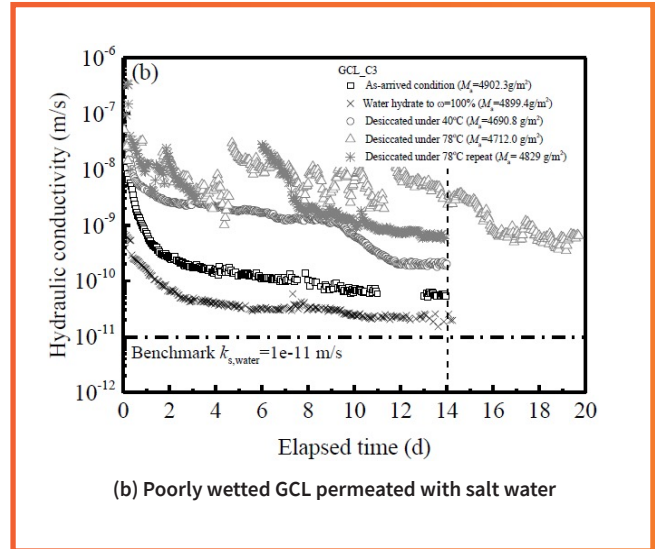 10⁻⁶
10⁻⁷
10⁻⁸
10⁻⁹
10⁻¹⁰
10⁻¹¹
10⁻¹²
Hydraulic conductivity (m/s)
(b)
GCL_C3
As-arrived condition (Mₐ=4902.3g/m²)
Water hydrate to ω=100% (Mₐ=4899.4g/m²)
Desiccated under 40°C (Mₐ=4690.8 g/m²)
Desiccated under 78°C (Mₐ=4712.0 g/m²)
Desiccated under 78°C repeat (Mₐ= 4829 g/m²)
Benchmark kₛ,water=1e-11 m/s
0 2 4 6 8 10 12 14 16 18 20
Elapsed time (d)
(b) Poorly wetted GCL permeated with salt water